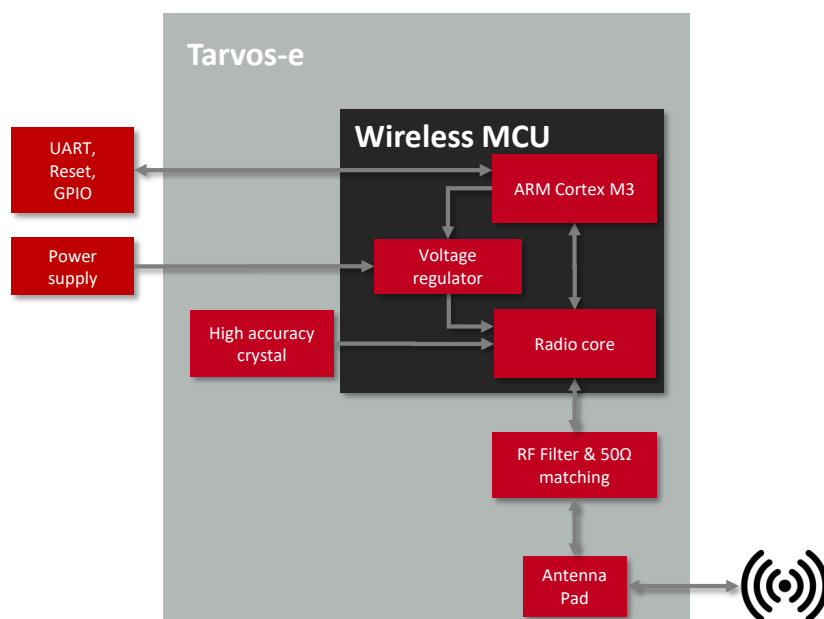 Tarvos-e
Wireless MCU
UART,
Reset,
GPIO
ARM Cortex M3
Power
supply
Voltage
regulator
High accuracy
crystal
Radio core
RF Filter & 50Ω
matching
Antenna
Pad